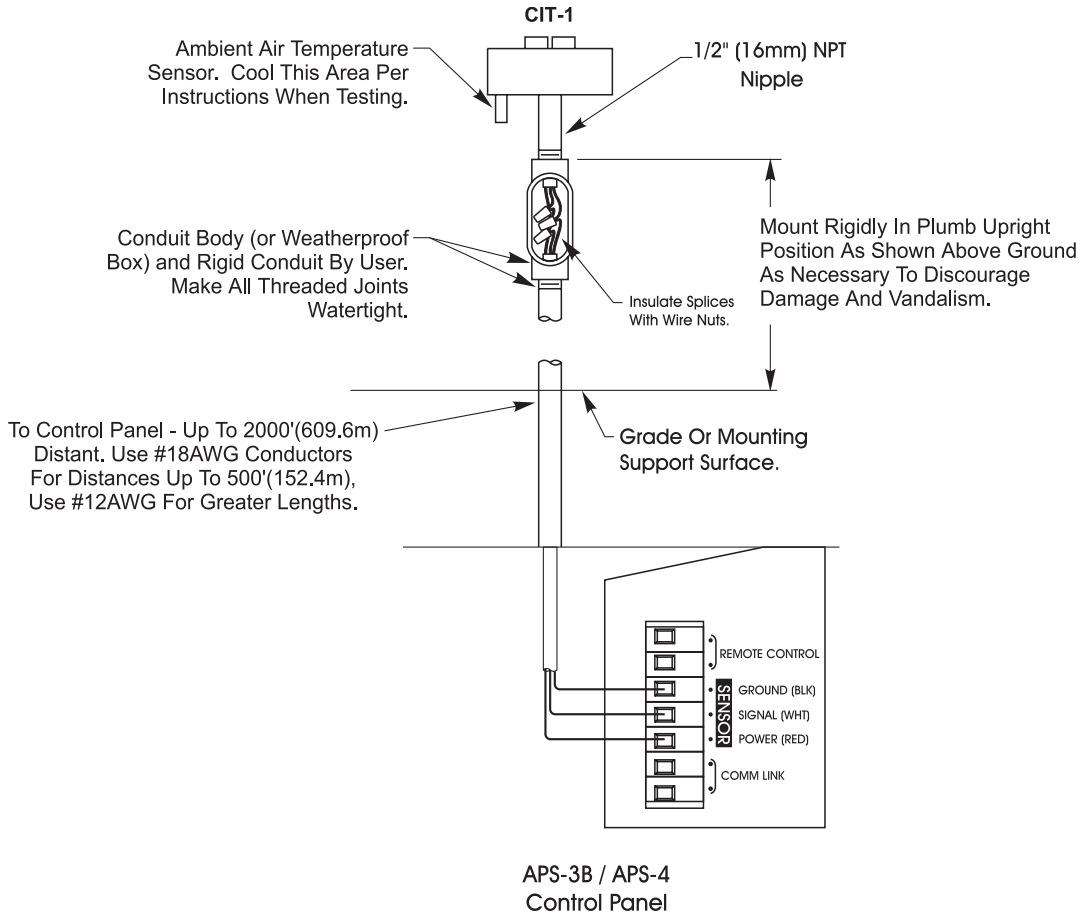 CIT-1
Ambient Air Temperature
Sensor. Cool This Area Per
Instructions When Testing.
1/2" (16mm) NPT
Nipple
Conduit Body (or Weatherproof
Box) and Rigid Conduit By User.
Make All Threaded Joints
Watertight.
Insulate Splices
With Wire Nuts.
Mount Rigidly In Plumb Upright
Position As Shown Above Ground
As Necessary To Discourage
Damage And Vandalism.
To Control Panel - Up To 2000'(609.6m)
Distant. Use #18AWG Conductors
For Distances Up To 500'(152.4m),
Use #12AWG For Greater Lengths.
Grade Or Mounting
Support Surface.
REMOTE CONTROL
SENSOR
GROUND (BLK)
SIGNAL (WHT)
POWER (RED)
COMM LINK
APS-3B / APS-4
Control Panel